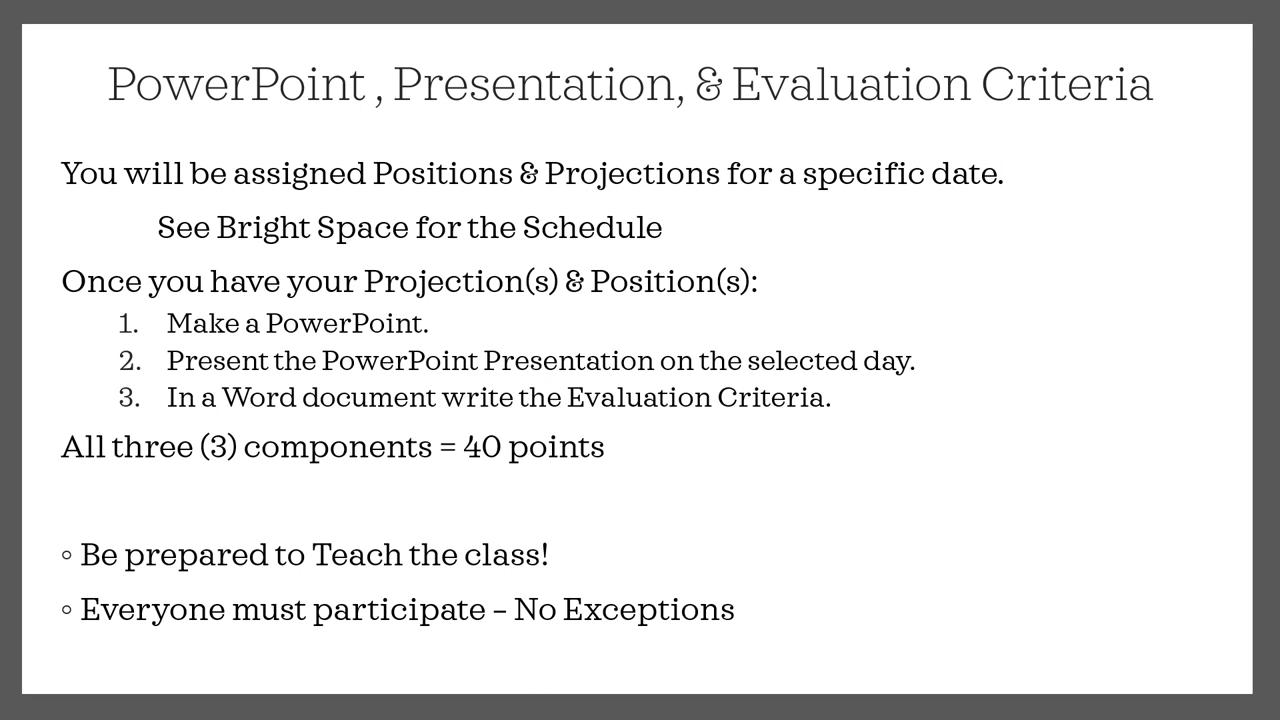 PowerPoint , Presentation, & Evaluation Criteria
You will be assigned Positions & Projections for a specific date.
See Bright Space for the Schedule
Once you have your Projection(s) & Position(s):
1. Make a PowerPoint.
2. Present the PowerPoint Presentation on the selected day.
3. In a Word document write the Evaluation Criteria.
All three (3) components = 40 points
◦ Be prepared to Teach the class!
◦ Everyone must participate – No Exceptions